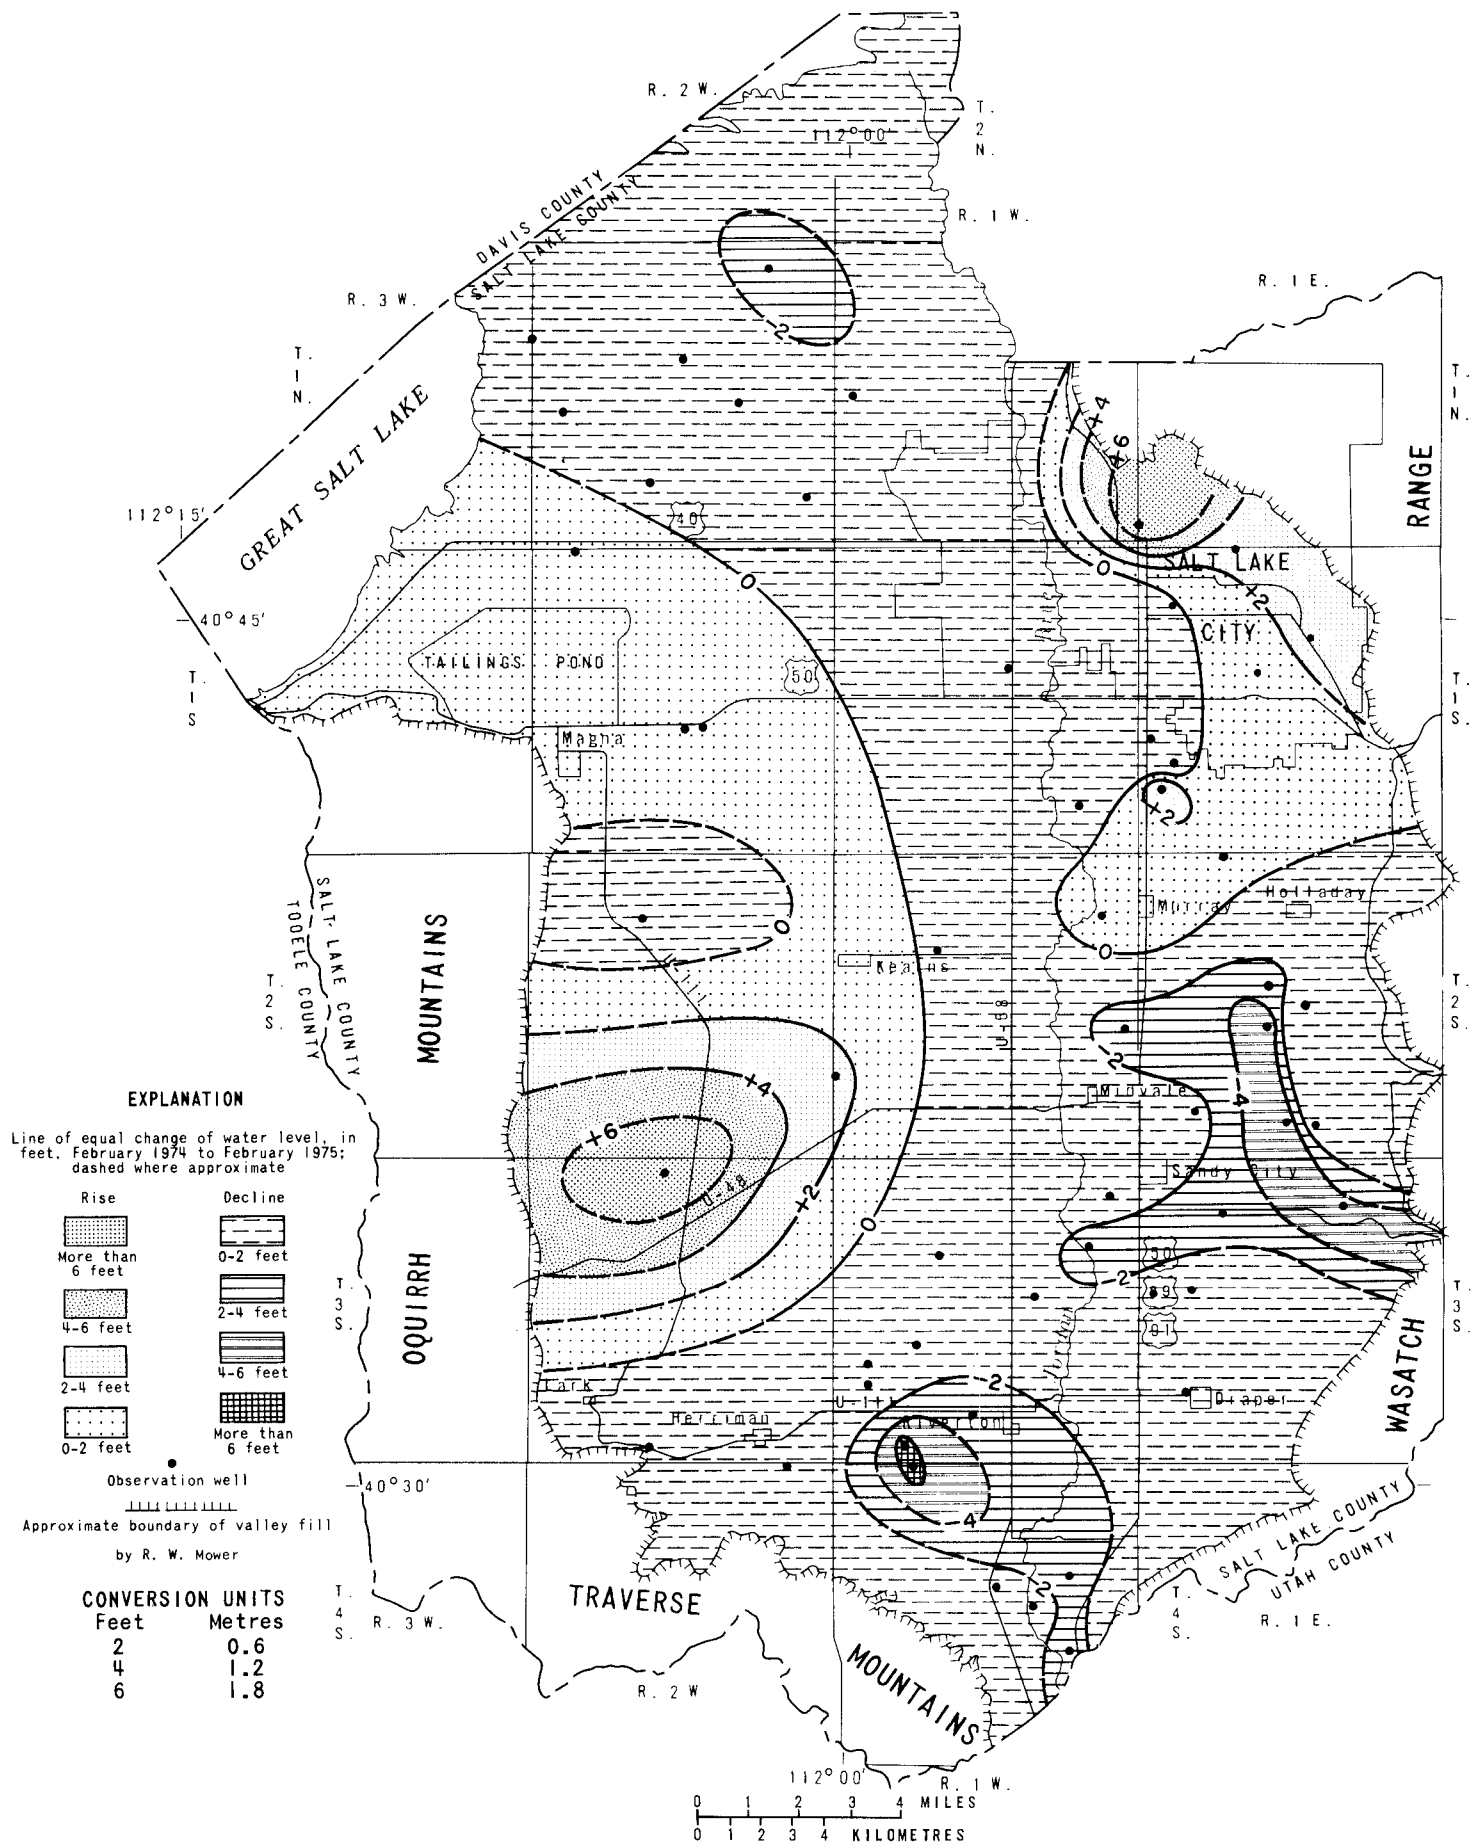 R. 2 W.
T.
2
N.
112°00'
DAVIS COUNTY
SALT LAKE COUNTY
R. 1 W.
R. 3 W.
R. 1 E.
T.
1
N.
T.
1
N.
GREAT SALT LAKE
2
+4
+6
RANGE
112°15'
40
0
0
SALT LAKE
+2
CITY
40°45'
T.
1
S.
TAILINGS POND
50
T.
1
S.
Magna
+2
SALT LAKE COUNTY
TOOELE COUNTY
MOUNTAINS
0
Murray
Holladay
0
Kearns
U-111
U-68
T.
2
S.
T.
2
S.
2
+4
Midvale
4
+6
Sandy City
U-48
+2
0
EXPLANATION
Line of equal change of water level, in
feet, February 1974 to February 1975;
dashed where approximate
Rise
Decline
More than
6 feet
0-2 feet
4-6 feet
2-4 feet
2-4 feet
4-6 feet
0-2 feet
More than
6 feet
Observation well
Approximate boundary of valley fill
by R. W. Mower
CONVERSION UNITS
Feet Metres
2 0.6
4 1.2
6 1.8
OQUIRRH
T.
3
S.
T.
3
S.
50
2
89
91
Jordan
WASATCH
Lark
2
U-111
Herriman
Riverton
Draper
40°30'
4
SALT LAKE COUNTY
UTAH COUNTY
T.
4
S.
R. 3 W.
TRAVERSE
2
T.
4
S.
R. 1 E.
MOUNTAINS
R. 2 W
112°00'
R. 1 W.
0 1 2 3 4 MILES
0 1 2 3 4 KILOMETRES